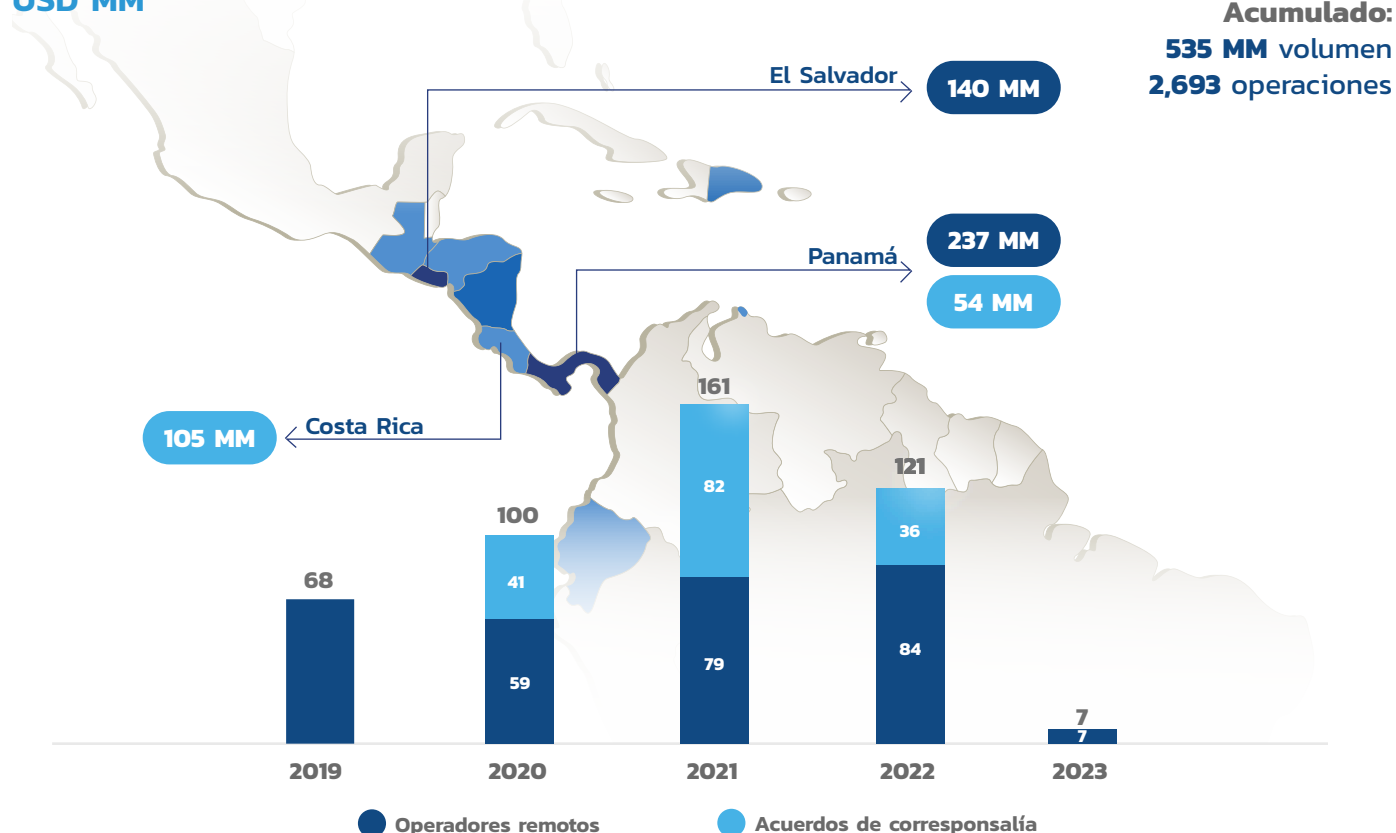 USD MM
Acumulado:
535 MM volumen
2,693 operaciones
El Salvador
140 MM
Panamá
237 MM
54 MM
Costa Rica
105 MM
68
100
41
59
161
82
79
121
36
84
7
7
2019 2020 2021 2022 2023
Operadores remotos Acuerdos de corresponsalía